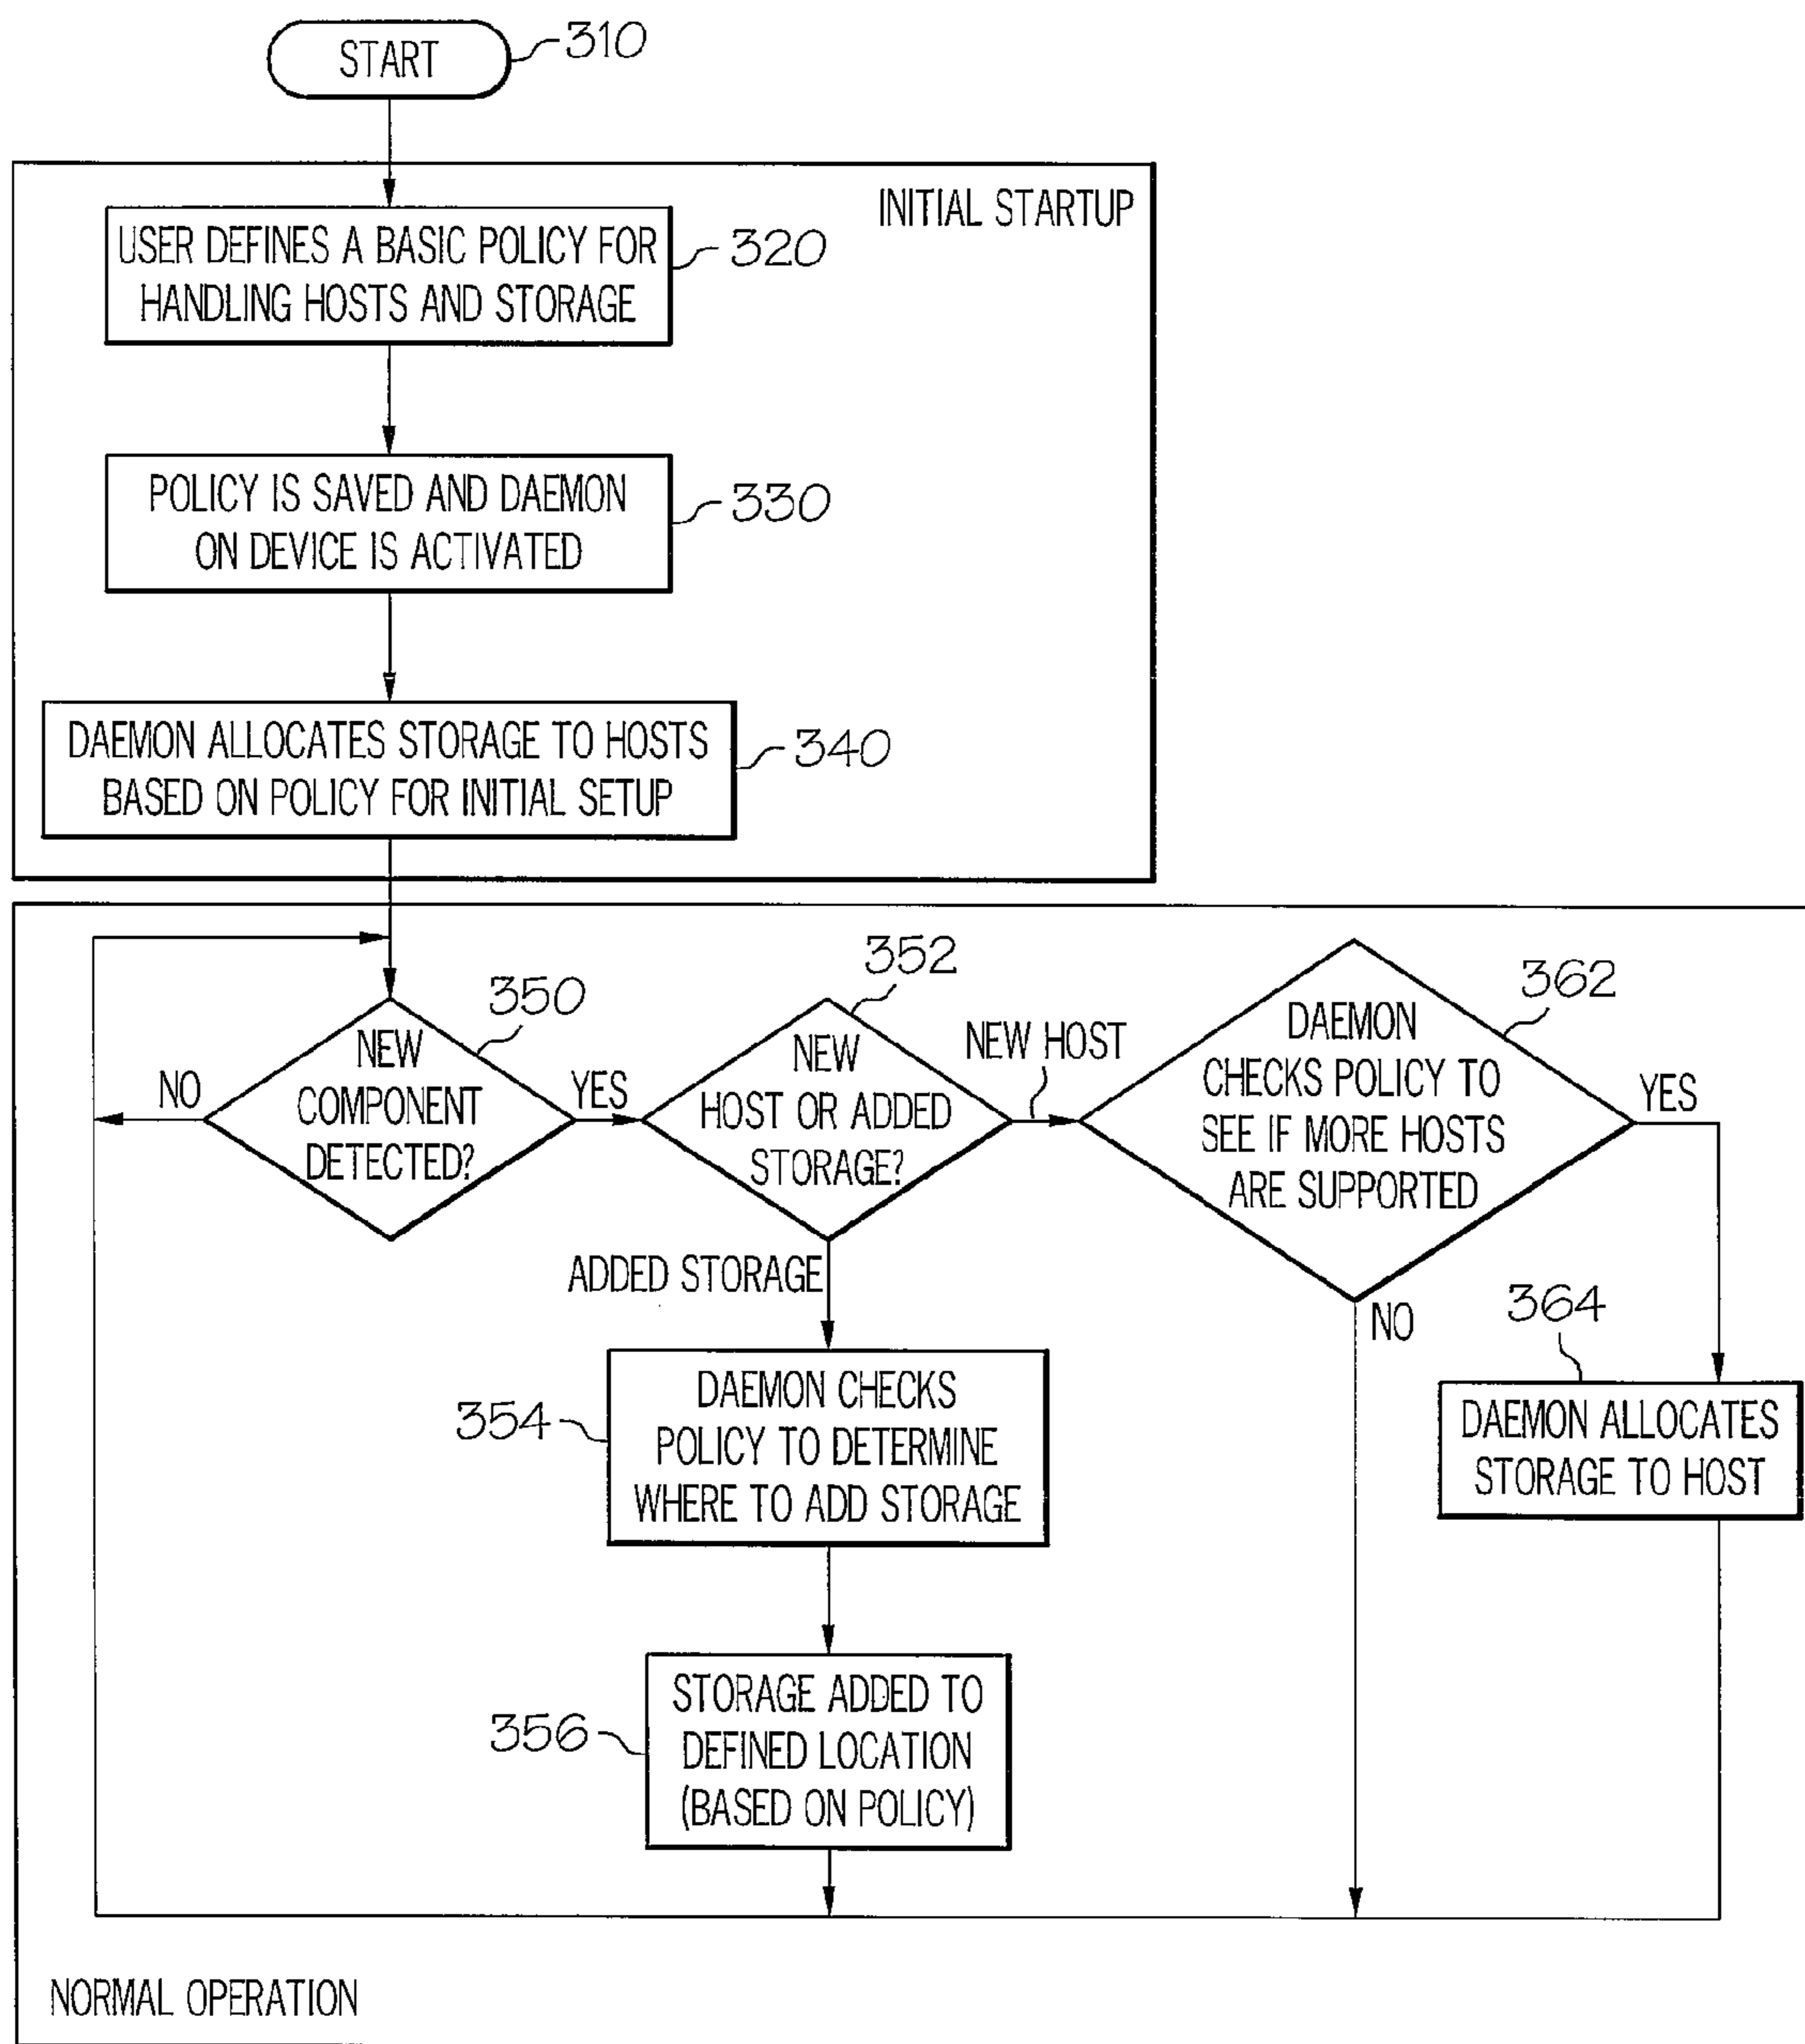 START
310
INITIAL STARTUP
USER DEFINES A BASIC POLICY FOR
HANDLING HOSTS AND STORAGE
320
POLICY IS SAVED AND DAEMON
ON DEVICE IS ACTIVATED
330
DAEMON ALLOCATES STORAGE TO HOSTS
BASED ON POLICY FOR INITIAL SETUP
340
NEW
COMPONENT
DETECTED?
350
NO
YES
NEW
HOST OR ADDED
STORAGE?
352
NEW HOST
ADDED STORAGE
DAEMON
CHECKS POLICY TO
SEE IF MORE HOSTS
ARE SUPPORTED
362
YES
NO
DAEMON CHECKS
POLICY TO DETERMINE
WHERE TO ADD STORAGE
354
364
DAEMON ALLOCATES
STORAGE TO HOST
STORAGE ADDED TO
DEFINED LOCATION
(BASED ON POLICY)
356
NORMAL OPERATION